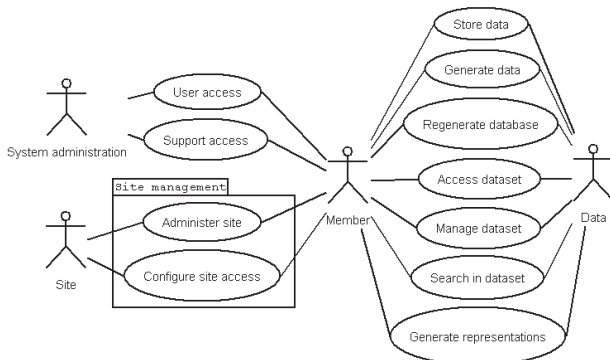 Store data
Generate data
User access
Regenerate database
Support access
System administration
Site management
Access dataset
Administer site
Member
Data
Manage dataset
Configure site access
Search in dataset
Site
Generate representations